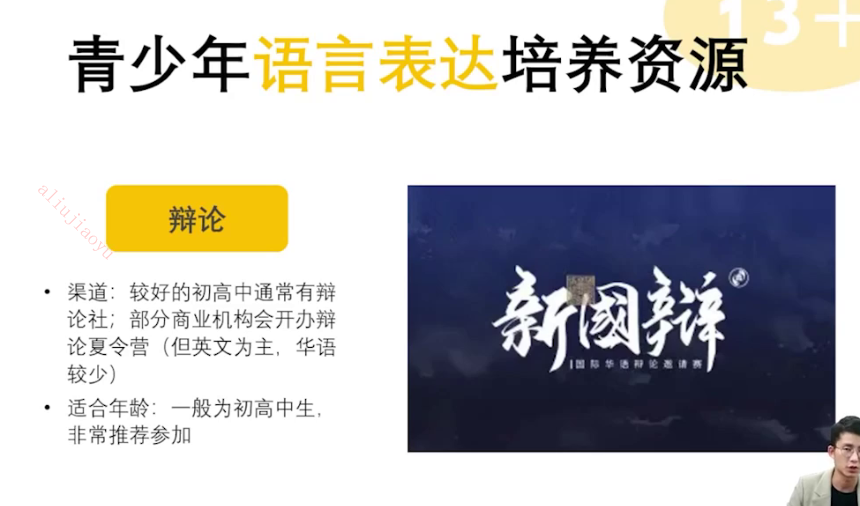 13+
青少年语言表达培养资源
aliujiaoyu
辩论
• 渠道：较好的初高中通常有辩
论社；部分商业机构会开办辩
论夏令营（但英文为主，华语
较少）
• 适合年龄：一般为初高中生，
非常推荐参加
新國辯
国际华语辩论邀请赛